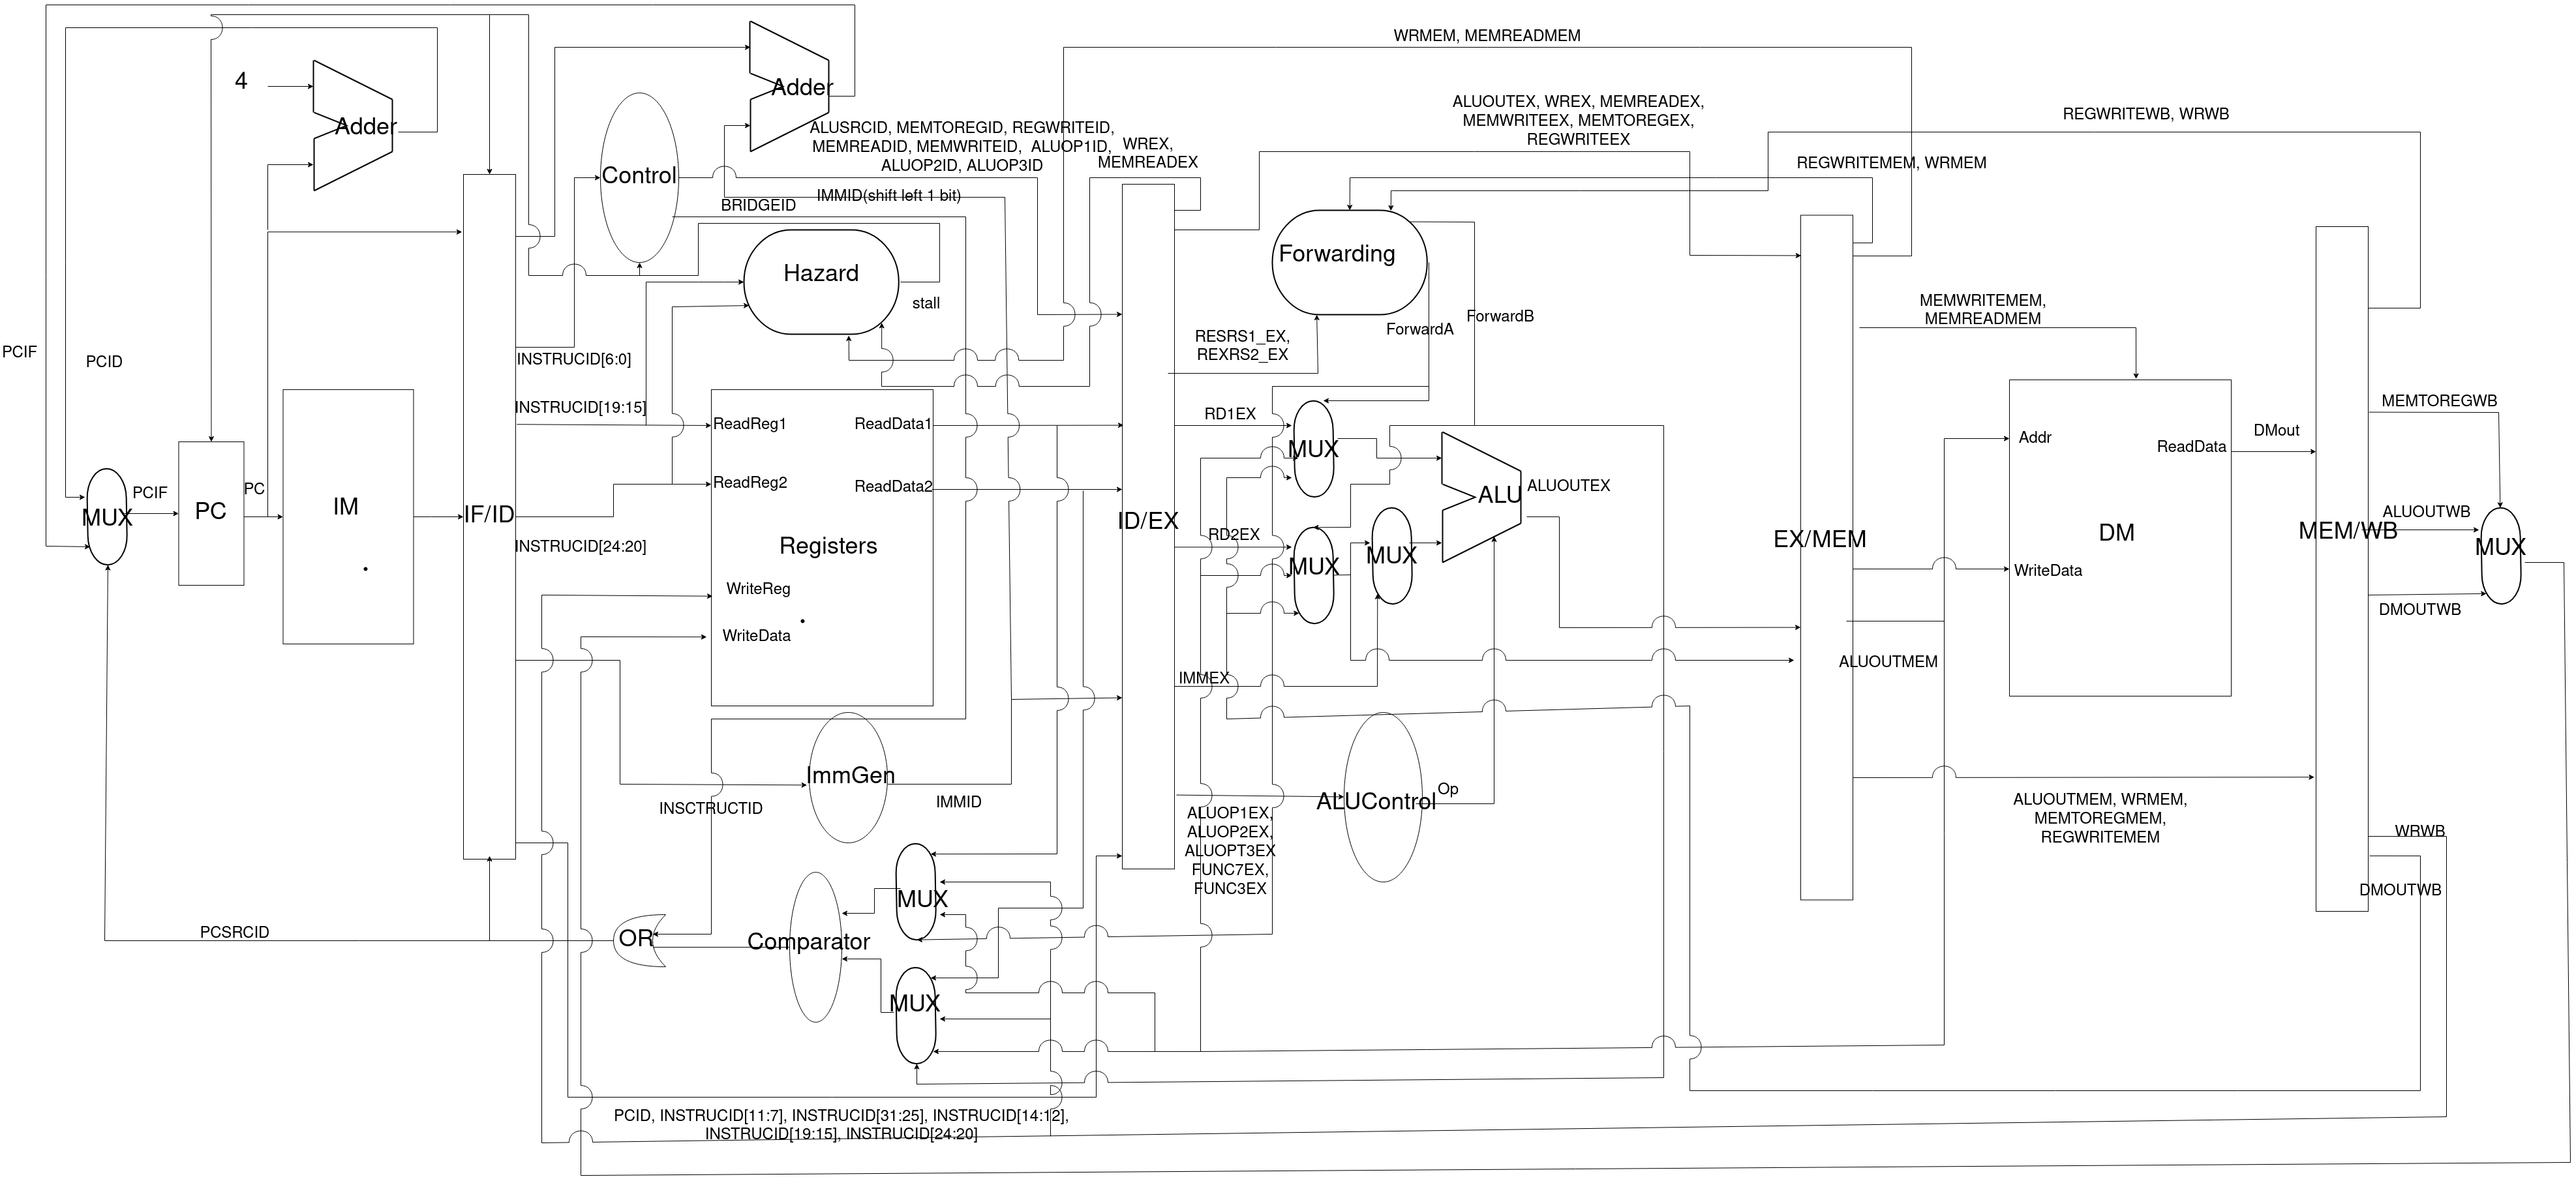 WRMEM, MEMREADMEM
4
Adder
Adder
ALUOUTEX, WREX, MEMREADEX,
MEMWRITEEX, MEMTOREGEX,
REGWRITEEX
REGWRITEWB, WRWB
ALUSRCID, MEMTOREGID, REGWRITEID,
MEMREADID, MEMWRITEID, ALUOP1ID,
ALUOP2ID, ALUOP3ID
WREX,
MEMREADEX
REGWRITEMEM, WRMEM
Control
IMMID(shift left 1 bit)
BRIDGEID
Hazard
stall
Forwarding
ForwardA
ForwardB
RESRS1_EX,
REXRS2_EX
MEMWRITEMEM,
MEMREADMEM
PCIF
PCID
INSTRUCID[6:0]
INSTRUCID[19:15]
ReadReg1
ReadData1
RD1EX
MUX
MEMTOREGWB
DMout
Addr
ReadData
ReadReg2
ReadData2
PCIF
PC
MUX
PC
IM
IF/ID
ID/EX
ALU
ALUOUTEX
ALUOUTWB
INSTRUCID[24:20]
Registers
RD2EX
MUX
MUX
EX/MEM
DM
MEM/WB
MUX
WriteReg
WriteData
WriteData
DMOUTWB
IMMEX
ALUOUTMEM
ImmGen
INSCTRUCTID
IMMID
ALUControl
Op
ALUOP1EX,
ALUOP2EX,
ALUOPT3EX
FUNC7EX,
FUNC3EX
ALUOUTMEM, WRMEM,
MEMTOREGMEM,
REGWRITEMEM
WRWB
DMOUTWB
MUX
PCSRCID
OR
Comparator
MUX
PCID, INSTRUCID[11:7], INSTRUCID[31:25], INSTRUCID[14:12],
INSTRUCID[19:15], INSTRUCID[24:20]